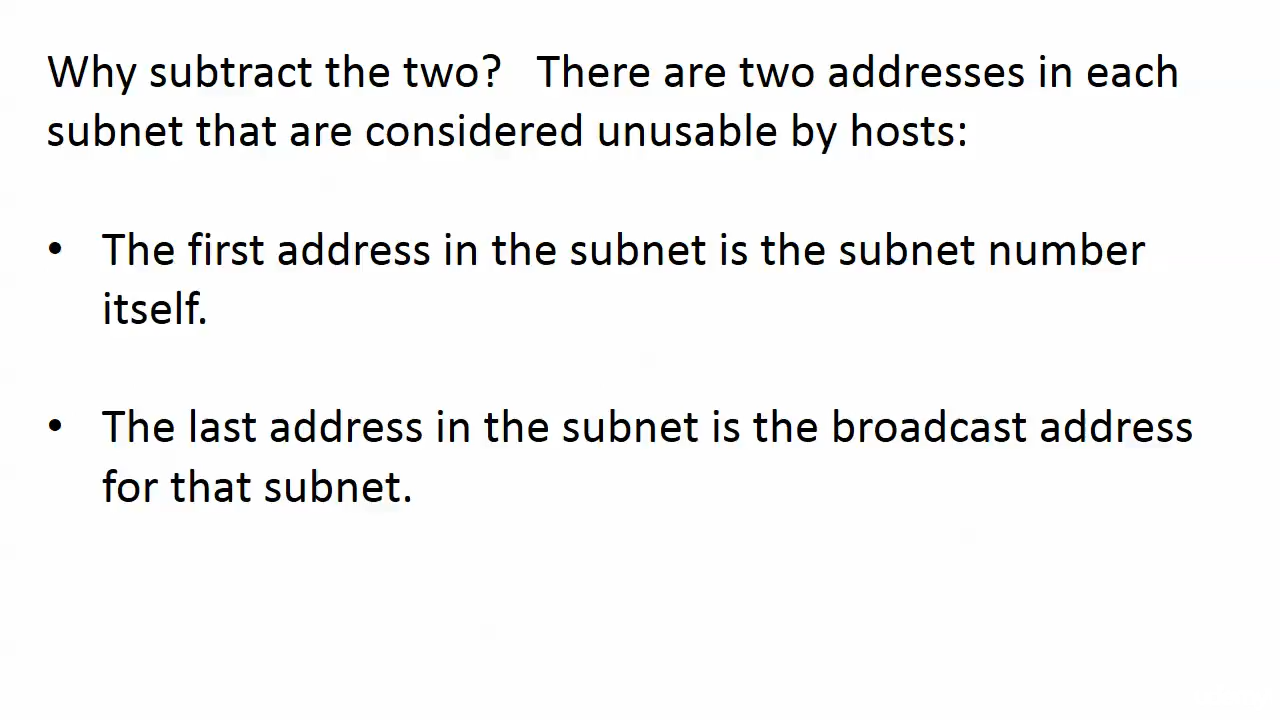 Why subtract the two?   There are two addresses in each
subnet that are considered unusable by hosts:
• The first address in the subnet is the subnet number
itself.
• The last address in the subnet is the broadcast address
for that subnet.